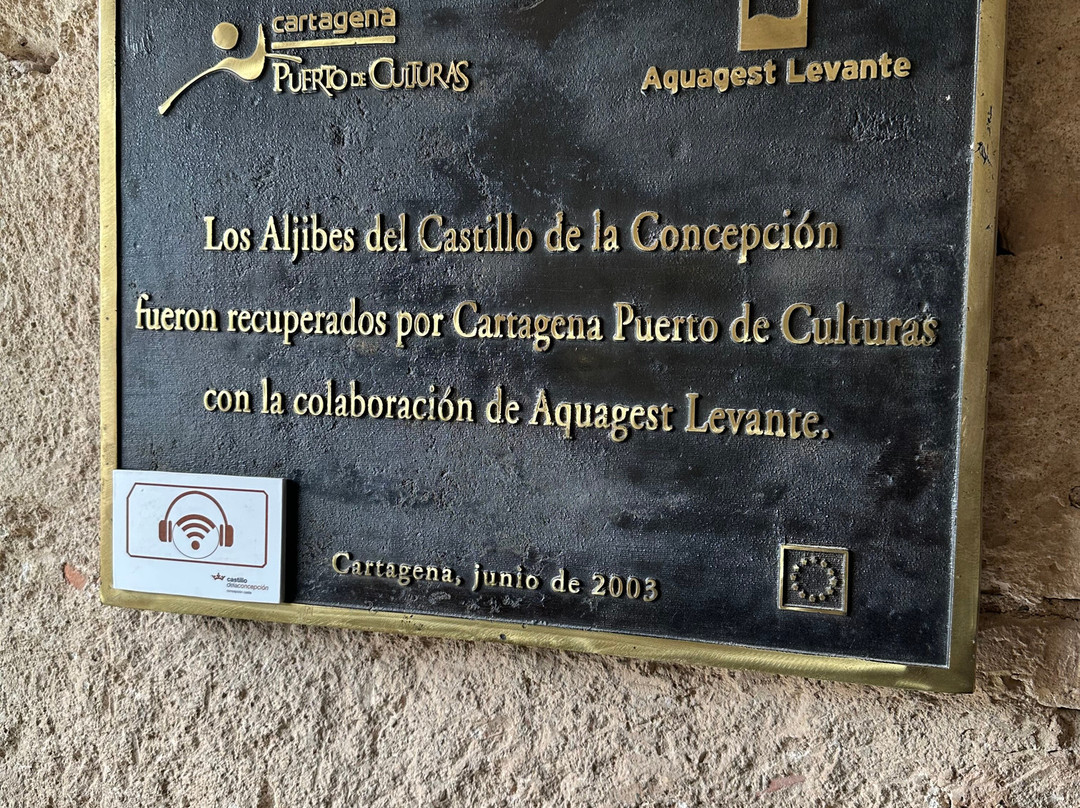 cartagena
PUERTO DE CULTURAS
Aquagest Levante
Los Aljibes del Castillo de la Concepción
fueron recuperados por Cartagena Puerto de Culturas
con la colaboración de Aquagest Levante.
castillo
delaconcepción
Cartagena, junio de 2003